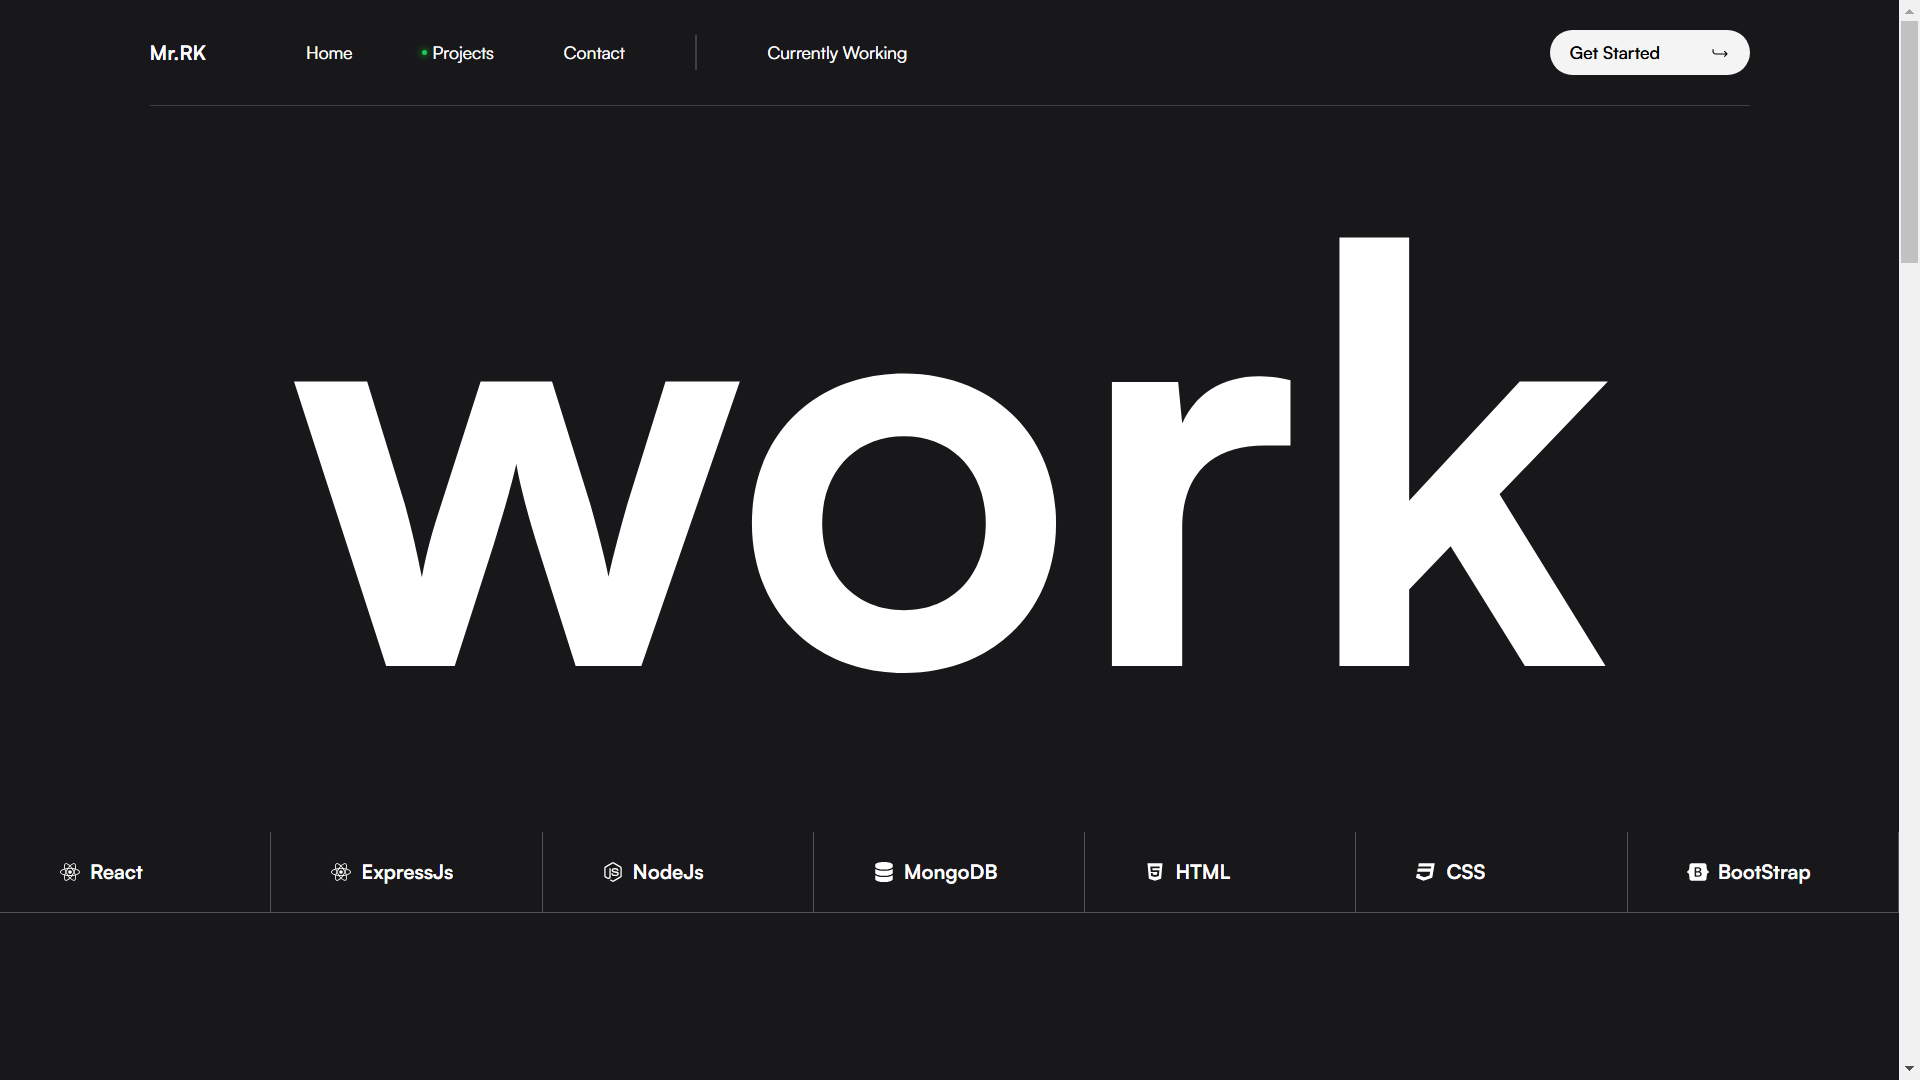 Mr.RK Home Projects Contact Currently Working Get Started
work
React ExpressJs NodeJs MongoDB HTML CSS BootStrap